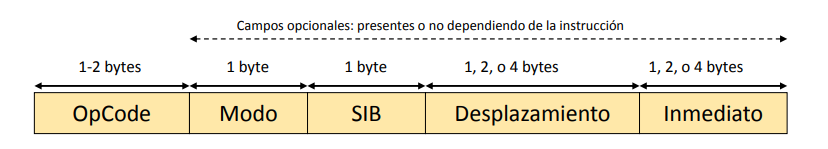 Campos opcionales: presentes o no dependiendo de la instrucción
1-2 bytes 1 byte 1 byte 1, 2, o 4 bytes 1, 2, o 4 bytes
OpCode Modo SIB Desplazamiento Inmediato